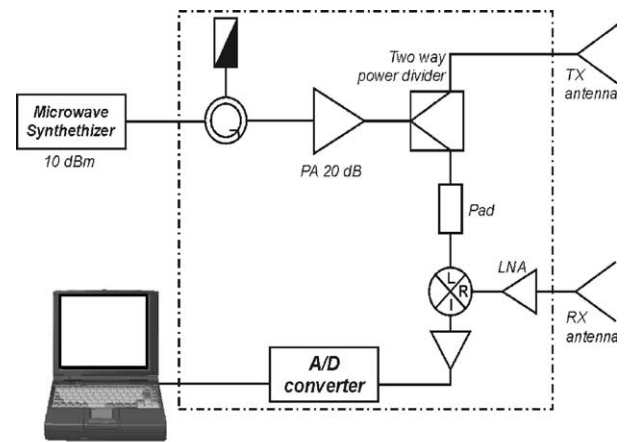 Two way
power divider
TX
antenna
Microwave
Synthethizer
10 dBm
PA 20 dB
Pad
LNA
L
R
I
RX
antenna
A/D
converter